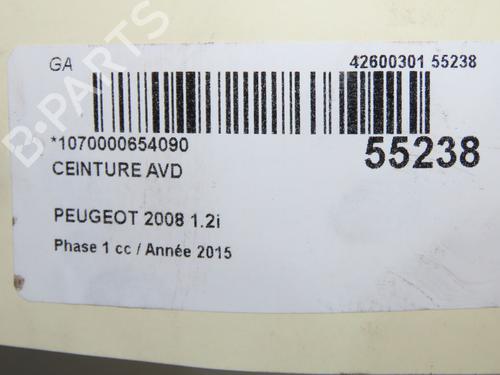 GA 42600301 55238
*1070000654090 55238
CEINTURE AVD
PEUGEOT 2008 1.2i
Phase 1 cc / Année 2015
B-PARTS